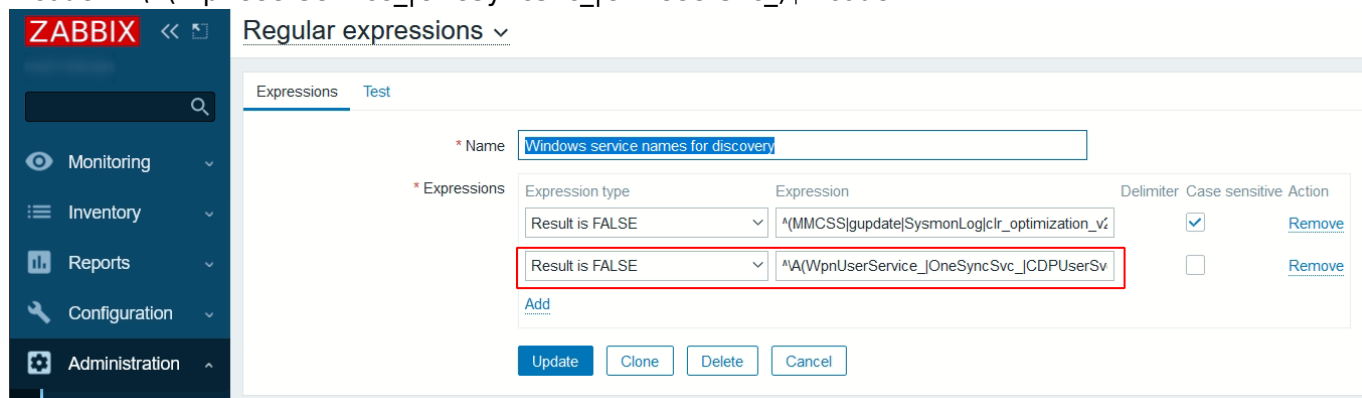 ZABBIX
Regular expressions
Expressions Test
* Name Windows service names for discovery
* Expressions Expression type Expression Delimiter Case sensitive Action
Result is FALSE ^(MMCSS|gupdate|SysmonLog|clr_optimization_v2 Remove
Result is FALSE ^\A(WpnUserService_|OneSyncSvc_|CDPUserSv Remove
Add
Update Clone Delete Cancel
Monitoring
Inventory
Reports
Configuration
Administration